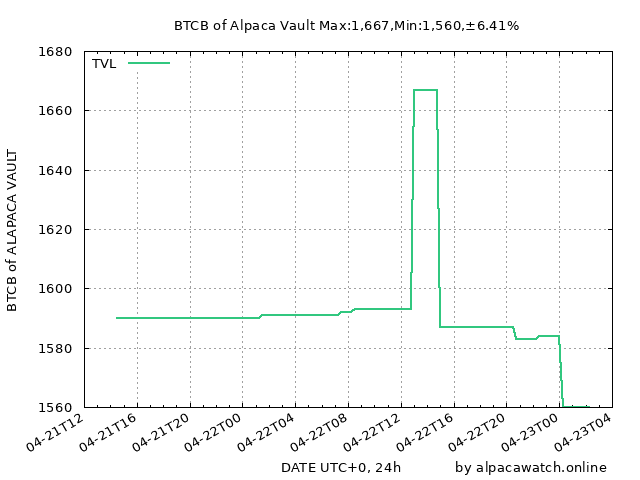 BTCB of Alpaca Vault Max:1,667,Min:1,560,±6.41%
TVL
BTCB of ALAPACA VAULT
1680
1660
1640
1620
1600
1580
1560
04-21T12
04-21T16
04-21T20
04-22T00
04-22T04
04-22T08
04-22T12
04-22T16
04-22T20
04-23T00
04-23T04
DATE UTC+0, 24h
by alpacawatch.online